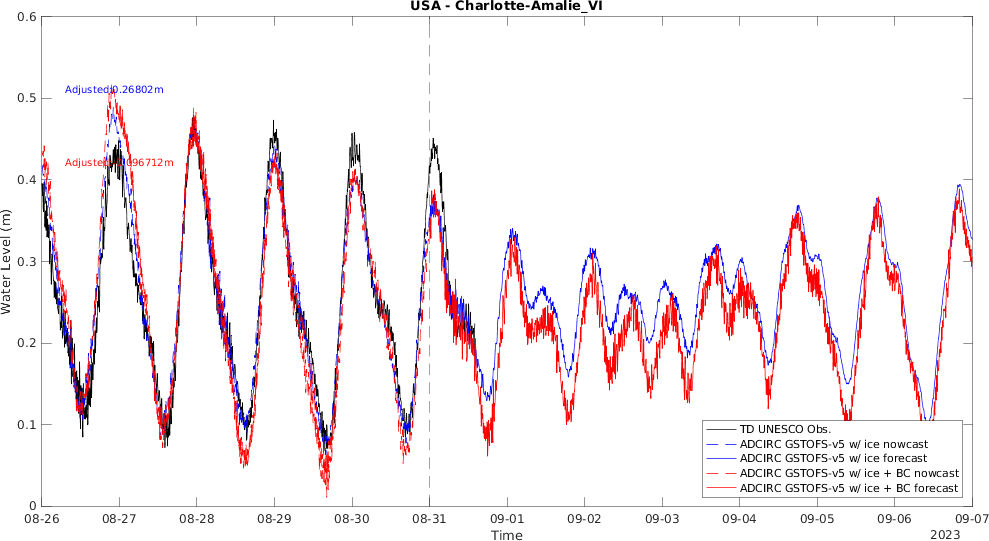 USA - Charlotte-Amalie_VI
0.6
0.5
0.4
0.3
0.2
0.1
0
Water Level (m)
Adjusted 0.26802m
Adjusted 096712m
TD UNESCO Obs.
ADCIRC GSTOFS-v5 w/ ice nowcast
ADCIRC GSTOFS-v5 w/ ice forecast
ADCIRC GSTOFS-v5 w/ ice + BC nowcast
ADCIRC GSTOFS-v5 w/ ice + BC forecast
08-26 08-27 08-28 08-29 08-30 08-31 09-01 09-02 09-03 09-04 09-05 09-06 09-07
Time
2023